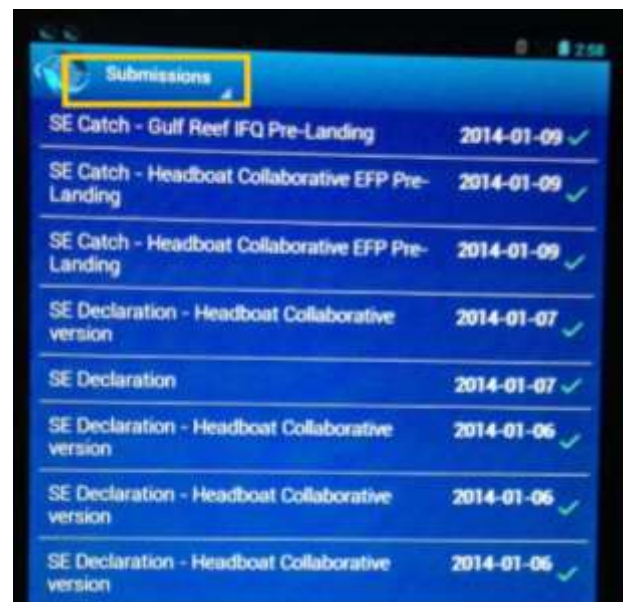 2:58
Submissions
SE Catch - Gulf Reef IFQ Pre-Landing 2014-01-09
SE Catch - Headboat Collaborative EFP Pre- 2014-01-09
Landing
SE Catch - Headboat Collaborative EFP Pre- 2014-01-09
Landing
SE Declaration - Headboat Collaborative 2014-01-07
version
SE Declaration 2014-01-07
SE Declaration - Headboat Collaborative 2014-01-06
version
SE Declaration - Headboat Collaborative 2014-01-06
version
SE Declaration - Headboat Collaborative 2014-01-06
version